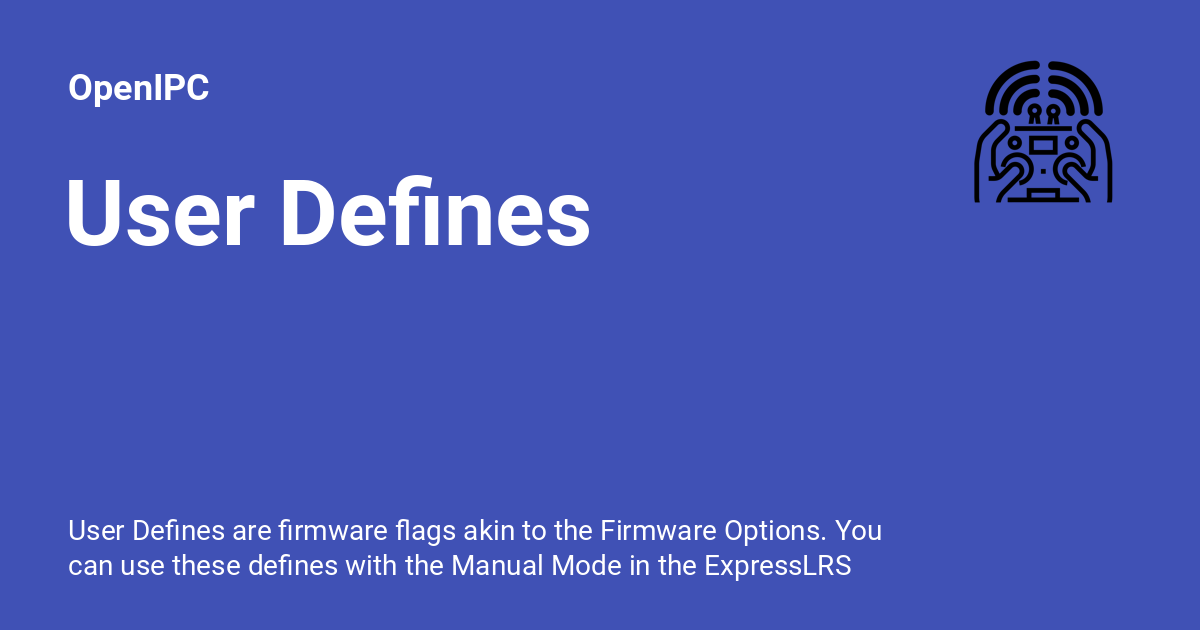 OpenIPC
User Defines
User Defines are firmware flags akin to the Firmware Options. You
can use these defines with the Manual Mode in the ExpressLRS